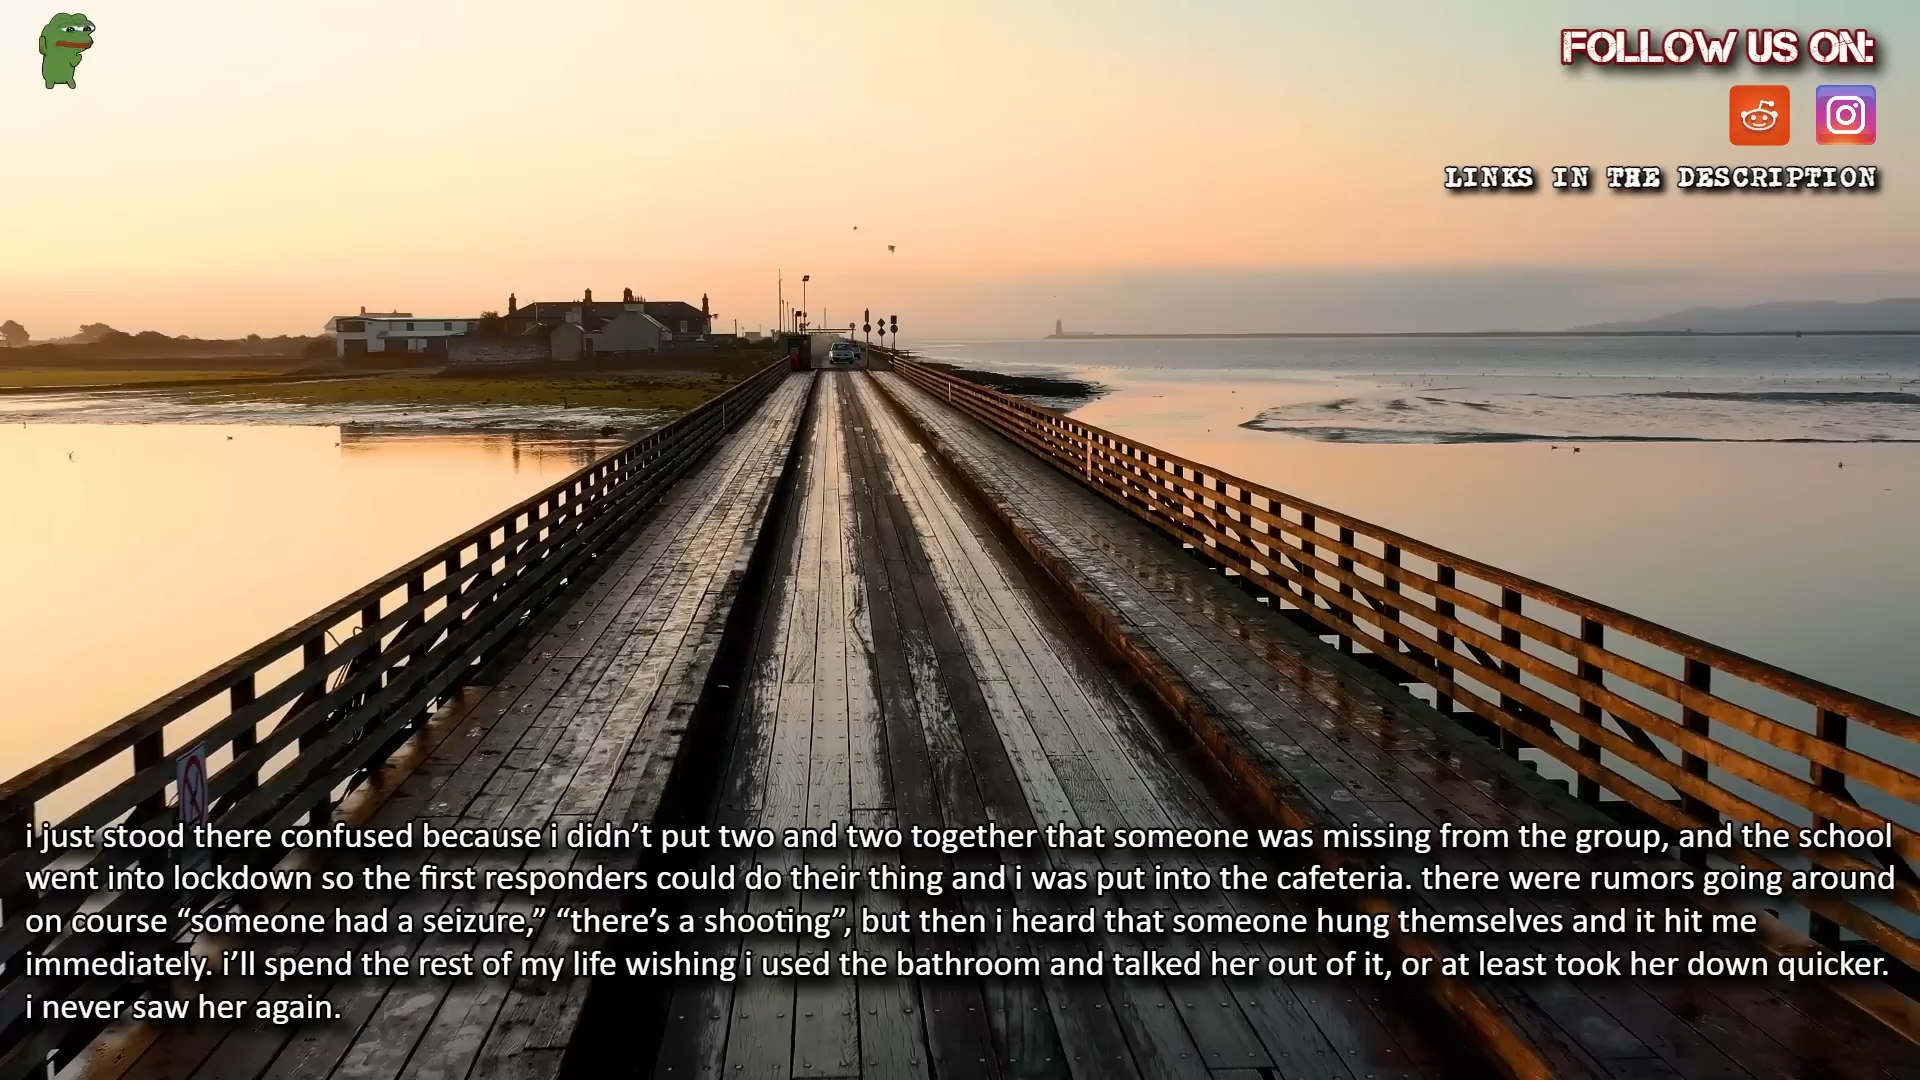 FOLLOW US ON:
LINKS IN THE DESCRIPTION
i just stood there confused because i didn’t put two and two together that someone was missing from the group, and the school
went into lockdown so the first responders could do their thing and i was put into the cafeteria. there were rumors going around
on course “someone had a seizure,” “there’s a shooting”, but then i heard that someone hung themselves and it hit me
immediately. i’ll spend the rest of my life wishing i used the bathroom and talked her out of it, or at least took her down quicker.
i never saw her again.